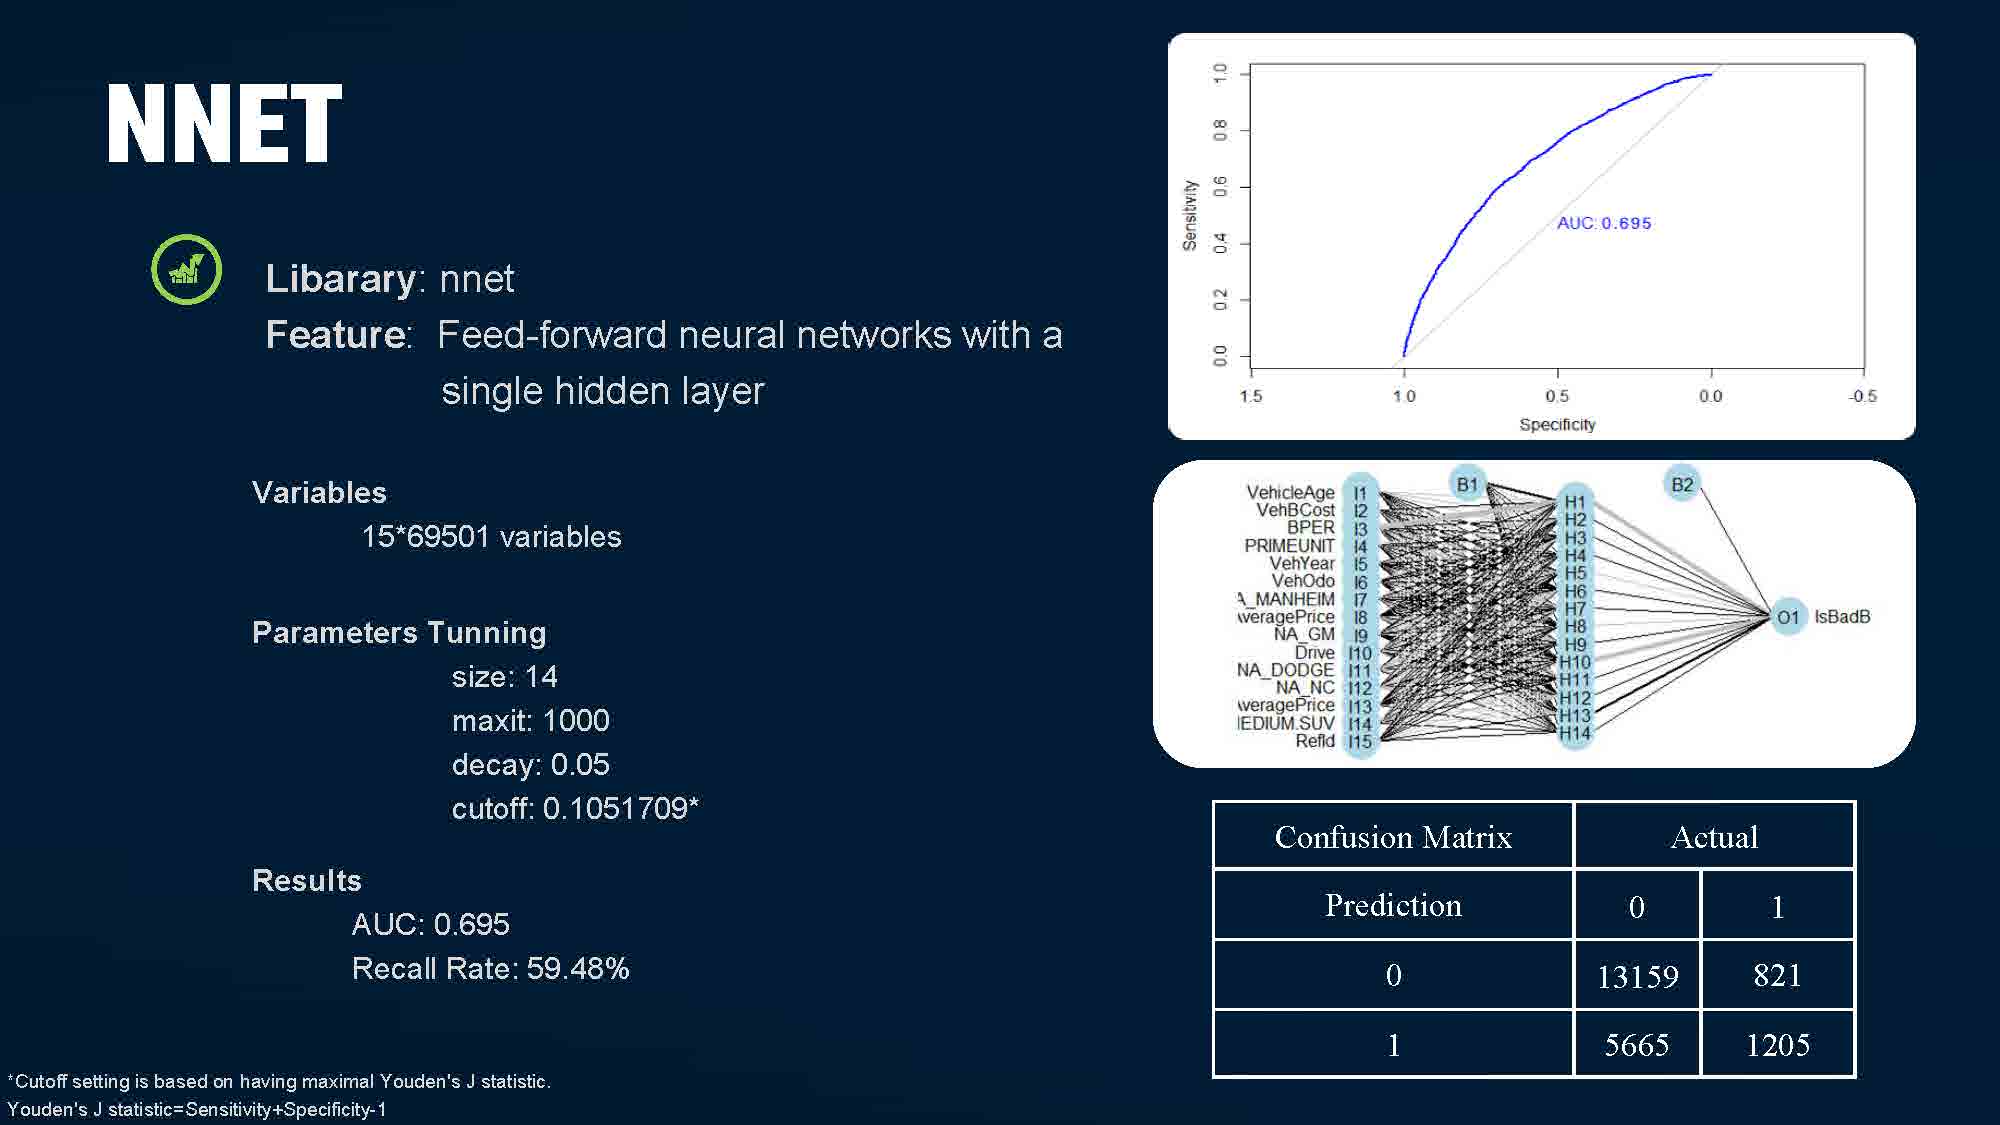 NNET
Libarary: nnet
Feature: Feed-forward neural networks with a
single hidden layer
Variables
15*69501 variables
Parameters Tunning
size: 14
maxit: 1000
decay: 0.05
cutoff: 0.1051709*
Results
AUC: 0.695
Recall Rate: 59.48%
*Cutoff setting is based on having maximal Youden's J statistic.
Youden's J statistic=Sensitivity+Specificity-1
Sensitivity
1.0
0.8
0.6
0.4
0.2
0.0
AUC: 0.695
1.5 1.0 0.5 0.0 -0.5
Specificity
B1 B2
VehicleAge I1 H1
VehBCost I2 H2
BPER I3 H3
PRIMEUNIT I4 H4
VehYear I5 H5
VehOdo I6 H6
A_MANHEIM I7 H7
veragePrice I8 H8
NA_GM I9 H9
Drive I10 H10
NA_DODGE I11 H11
NA_NC I12 H12
veragePrice I13 H13
IEDIUM.SUV I14 H14
RefId I15
O1 IsBadB
Confusion Matrix Actual
Prediction 0 1
0 13159 821
1 5665 1205